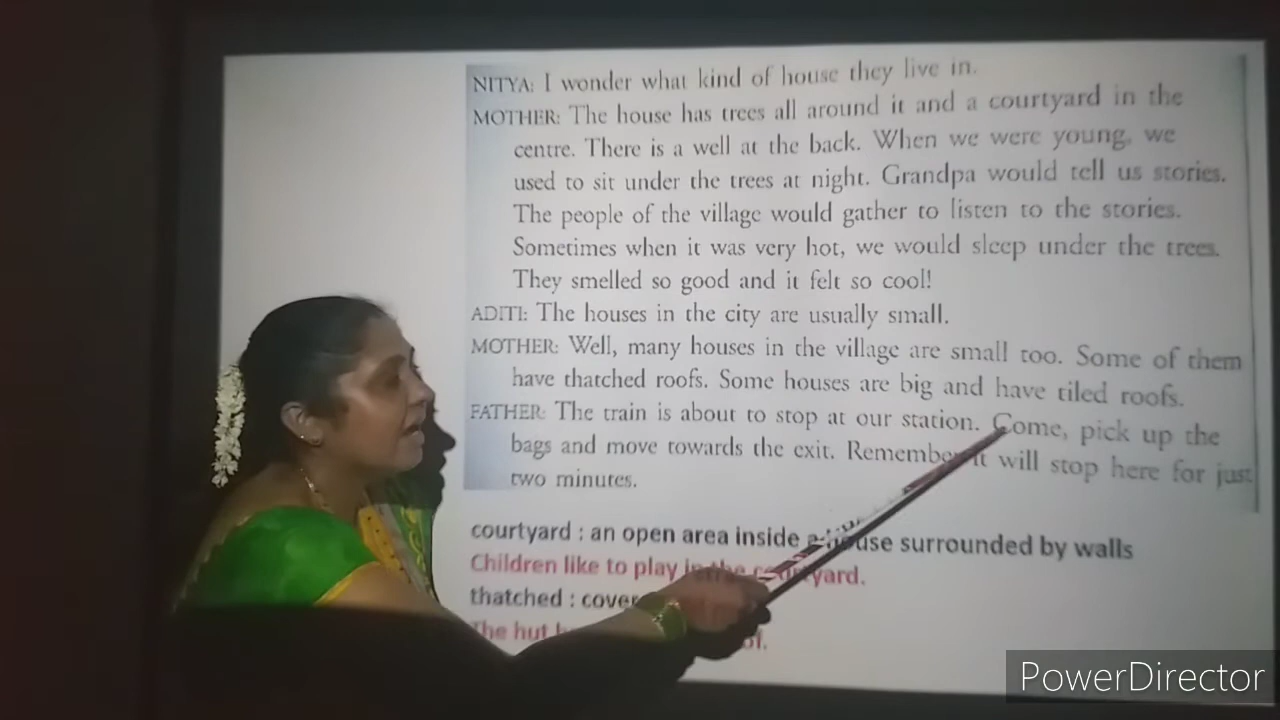 NITYA: I wonder what kind of house they live in.
MOTHER: The house has trees all around it and a courtyard in the
centre. There is a well at the back. When we were young, we
used to sit under the trees at night. Grandpa would tell us stories.
The people of the village would gather to listen to the stories.
Sometimes when it was very hot, we would sleep under the trees.
They smelled so good and it felt so cool!
ADITI: The houses in the city are usually small.
MOTHER: Well, many houses in the village are small too. Some of them
have thatched roofs. Some houses are big and have tiled roofs.
FATHER: The train is about to stop at our station. Come, pick up the
bags and move towards the exit. Remember it will stop here for just
two minutes.
courtyard : an open area inside a house surrounded by walls
Children like to play in the courtyard.
thatched :
The hut
PowerDirector